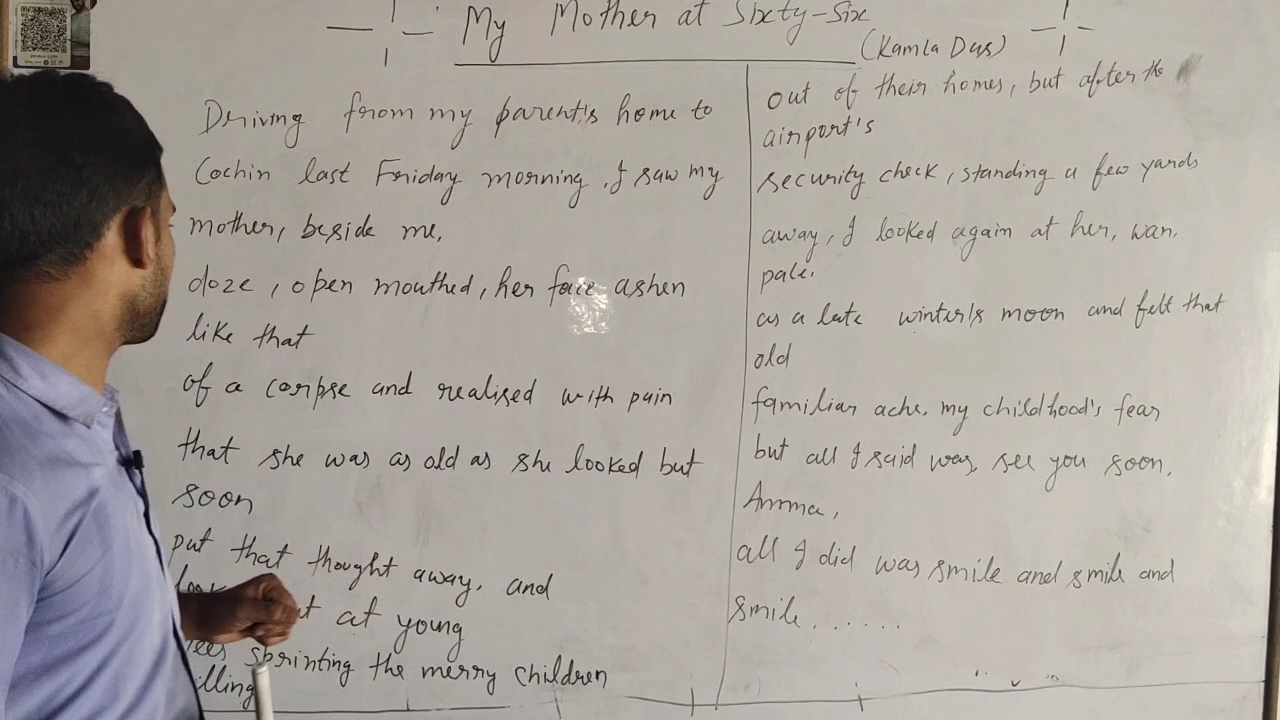 My Mother at Sixty-Six
(Kamla Das)
Driving from my parent's home to
Cochin last Friday morning, I saw my
mother, beside me,
doze, open mouthed, her face ashen
like that
of a corpse and realised with pain
that she was as old as she looked but
soon
put that thought away, and
at young
sprinting the merry children
out of their homes, but after the
airport's
security check, standing a few yards
away, I looked again at her, wan,
pale,
as a late winter's moon and felt that
old
familiar ache, my childhood's fear
but all I said was, see you soon,
Amma,
all I did was smile and smile and
smile......